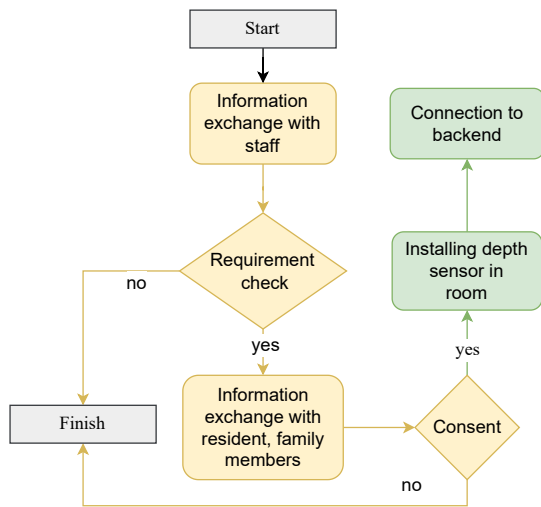 Start
Information
exchange with
staff
Connection to
backend
Requirement
check
Installing depth
sensor in
room
no
yes
yes
Information
exchange with
resident, family
members
Finish
Consent
no